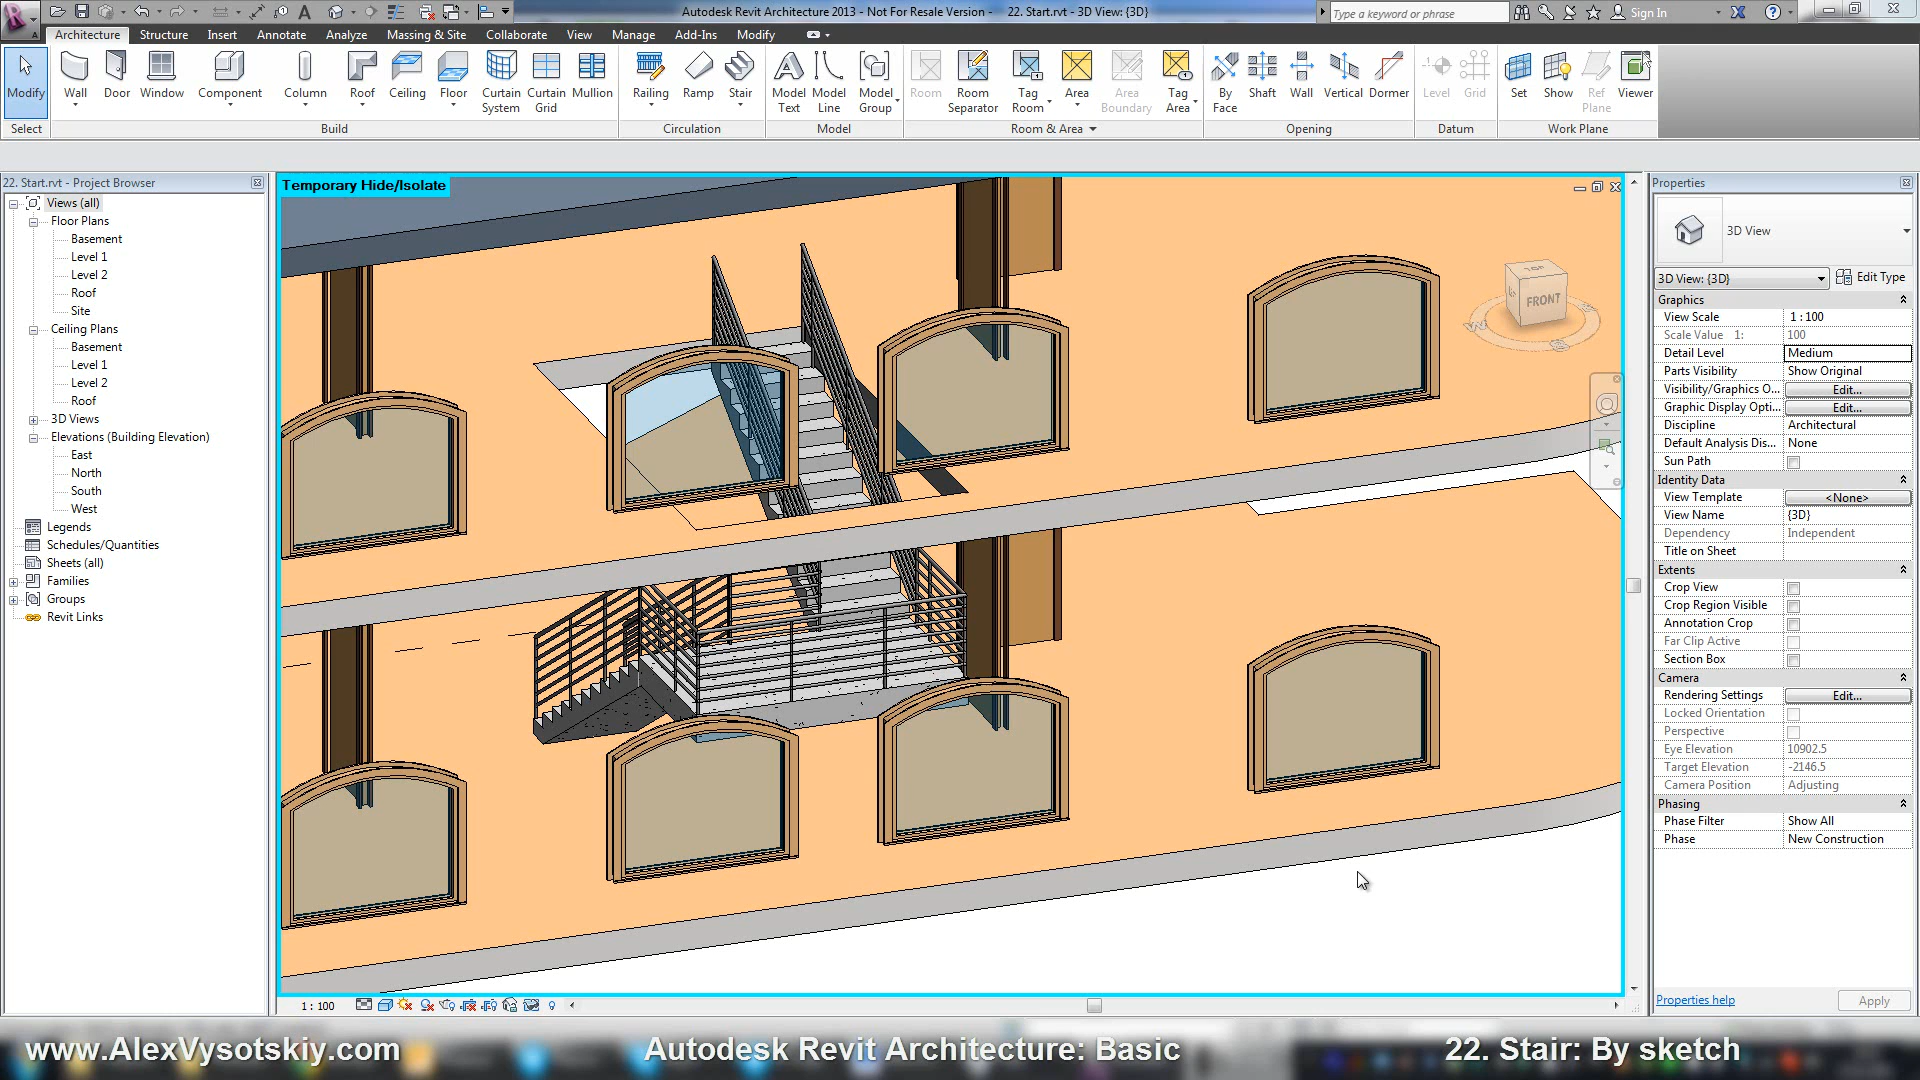 Autodesk Revit Architecture 2013 - Not For Resale Version -    22. Start.rvt - 3D View: {3D}
Type a keyword or phrase
Sign In
Architecture Structure Insert Annotate Analyze Massing & Site Collaborate View Manage Add-Ins Modify
Modify Wall Door Window Component Column Roof Ceiling Floor Curtain System Curtain Grid Mullion Railing Ramp Stair Model Text Model Line Model Group Room Room Separator Tag Room Area Area Boundary Tag Area By Face Shaft Wall Vertical Dormer Level Grid Set Show Ref Plane Viewer
Select Build Circulation Model Room & Area Opening Datum Work Plane
22. Start.rvt - Project Browser
Views (all)
Floor Plans
Basement
Level 1
Level 2
Roof
Site
Ceiling Plans
Basement
Level 1
Level 2
Roof
3D Views
Elevations (Building Elevation)
East
North
South
West
Legends
Schedules/Quantities
Sheets (all)
Families
Groups
Revit Links
Temporary Hide/Isolate
TOP
FRONT
1 : 100
Properties
3D View
3D View: {3D} Edit Type
Graphics
View Scale 1 : 100
Scale Value 1: 100
Detail Level Medium
Parts Visibility Show Original
Visibility/Graphics O... Edit...
Graphic Display Opti... Edit...
Discipline Architectural
Default Analysis Dis... None
Sun Path
Identity Data
View Template <None>
View Name {3D}
Dependency Independent
Title on Sheet
Extents
Crop View
Crop Region Visible
Annotation Crop
Far Clip Active
Section Box
Camera
Rendering Settings Edit...
Locked Orientation
Perspective
Eye Elevation 10902.5
Target Elevation -2146.5
Camera Position Adjusting
Phasing
Phase Filter Show All
Phase New Construction
Properties help Apply
www.AlexVysotskiy.com Autodesk Revit Architecture: Basic 22. Stair: By sketch